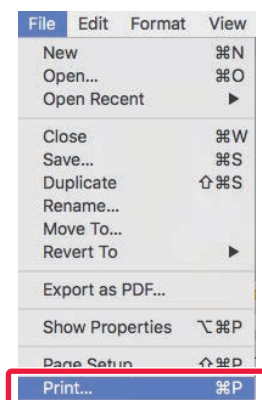 File Edit Format View
New ⌘N
Open... ⌘O
Open Recent ▶
Close ⌘W
Save... ⌘S
Duplicate ⇧⌘S
Rename...
Move To...
Revert To ▶
Export as PDF...
Show Properties ⌥⌘P
Page Setup ⇧⌘P
Print... ⌘P